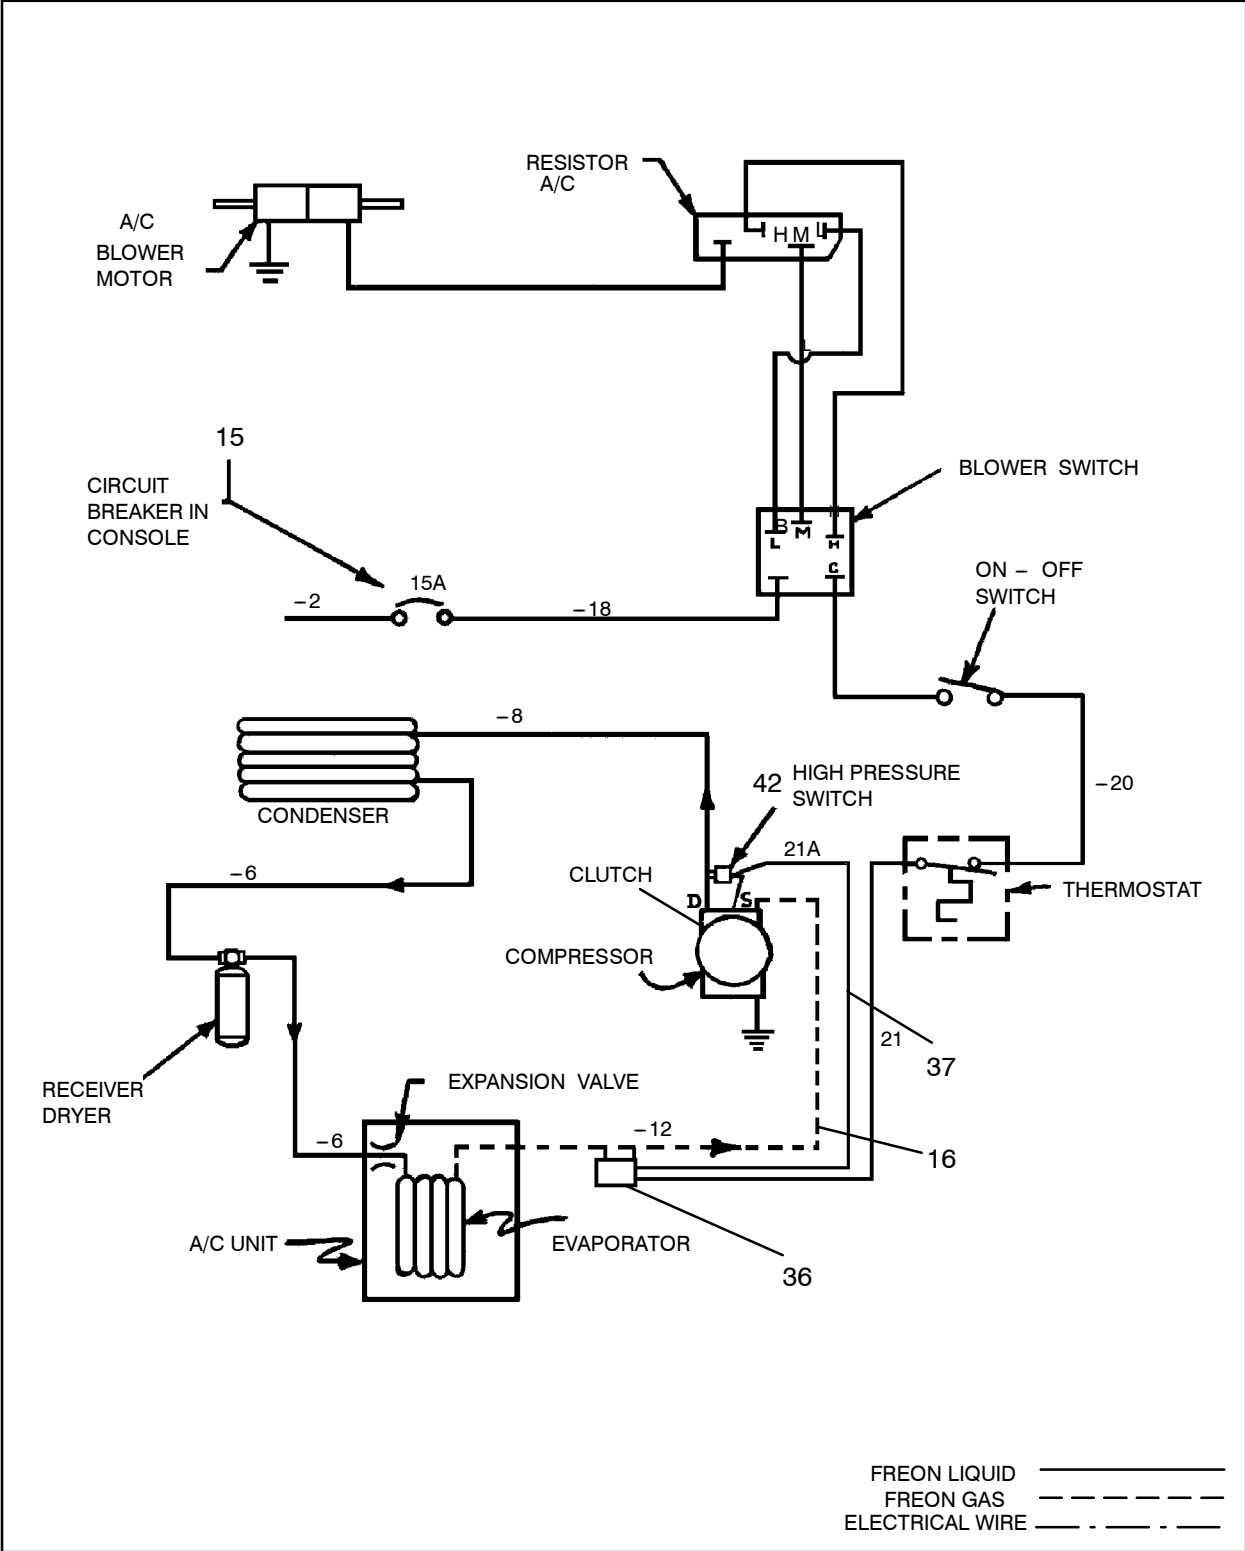 RESISTOR
A/C
A/C
BLOWER
MOTOR
H M L
L
15
CIRCUIT
BREAKER IN
CONSOLE
BLOWER SWITCH
B M H
L H
C
15A
−2
−18
ON − OFF
SWITCH
−8
CONDENSER
42 HIGH PRESSURE
SWITCH
−20
21A
−6
CLUTCH
D S
THERMOSTAT
COMPRESSOR
21
37
RECEIVER
DRYER
EXPANSION VALVE
−6
−12
16
A/C UNIT
EVAPORATOR
36
FREON LIQUID
FREON GAS
ELECTRICAL WIRE